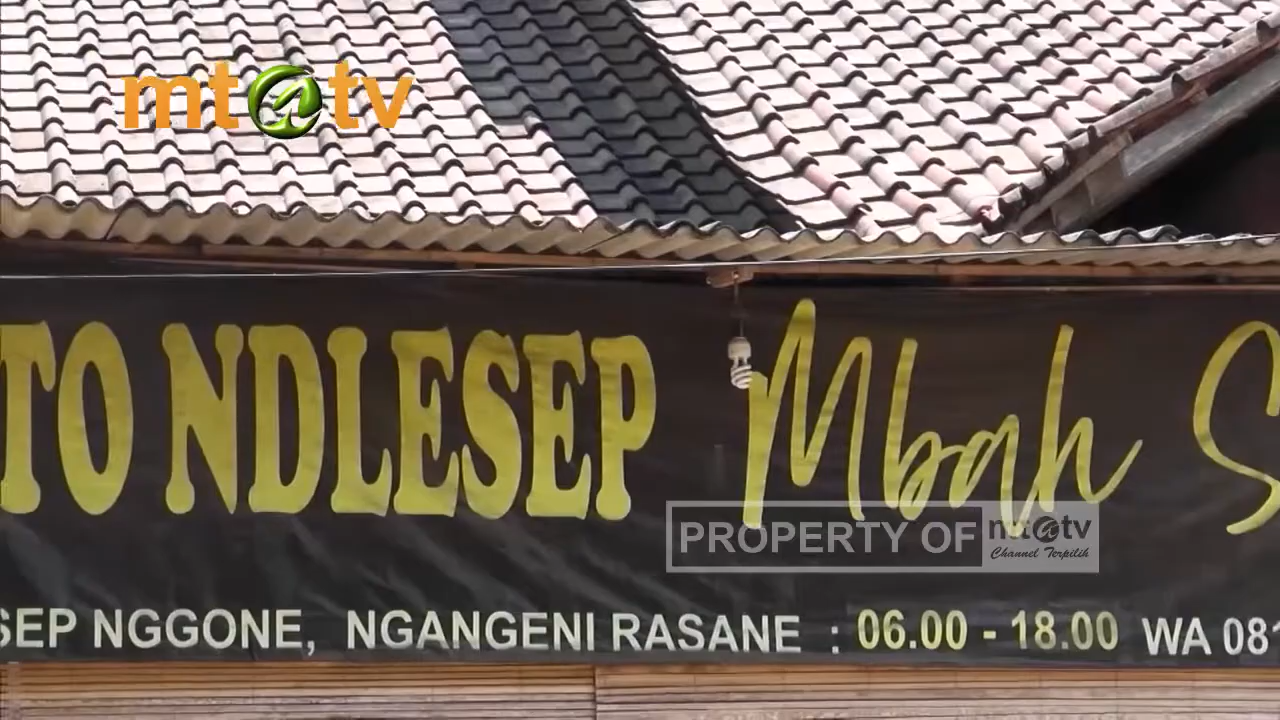 mt@tv
TO NDLESEP Mbah S
PROPERTY OF mt@tv
Channel Terpilih
SEP NGGONE, NGANGENI RASANE : 06.00 - 18.00 WA 081